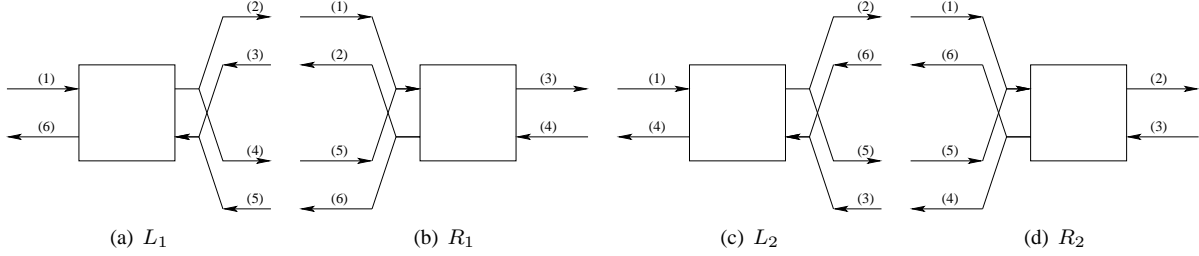 (2) (1) (2) (1)
(3) (2) (6) (6)
(1) (3) (1) (2)
(6) (4) (4) (3)
(4) (5) (5) (5)
(5) (6) (3) (4)
(a) L1 (b) R1 (c) L2 (d) R2